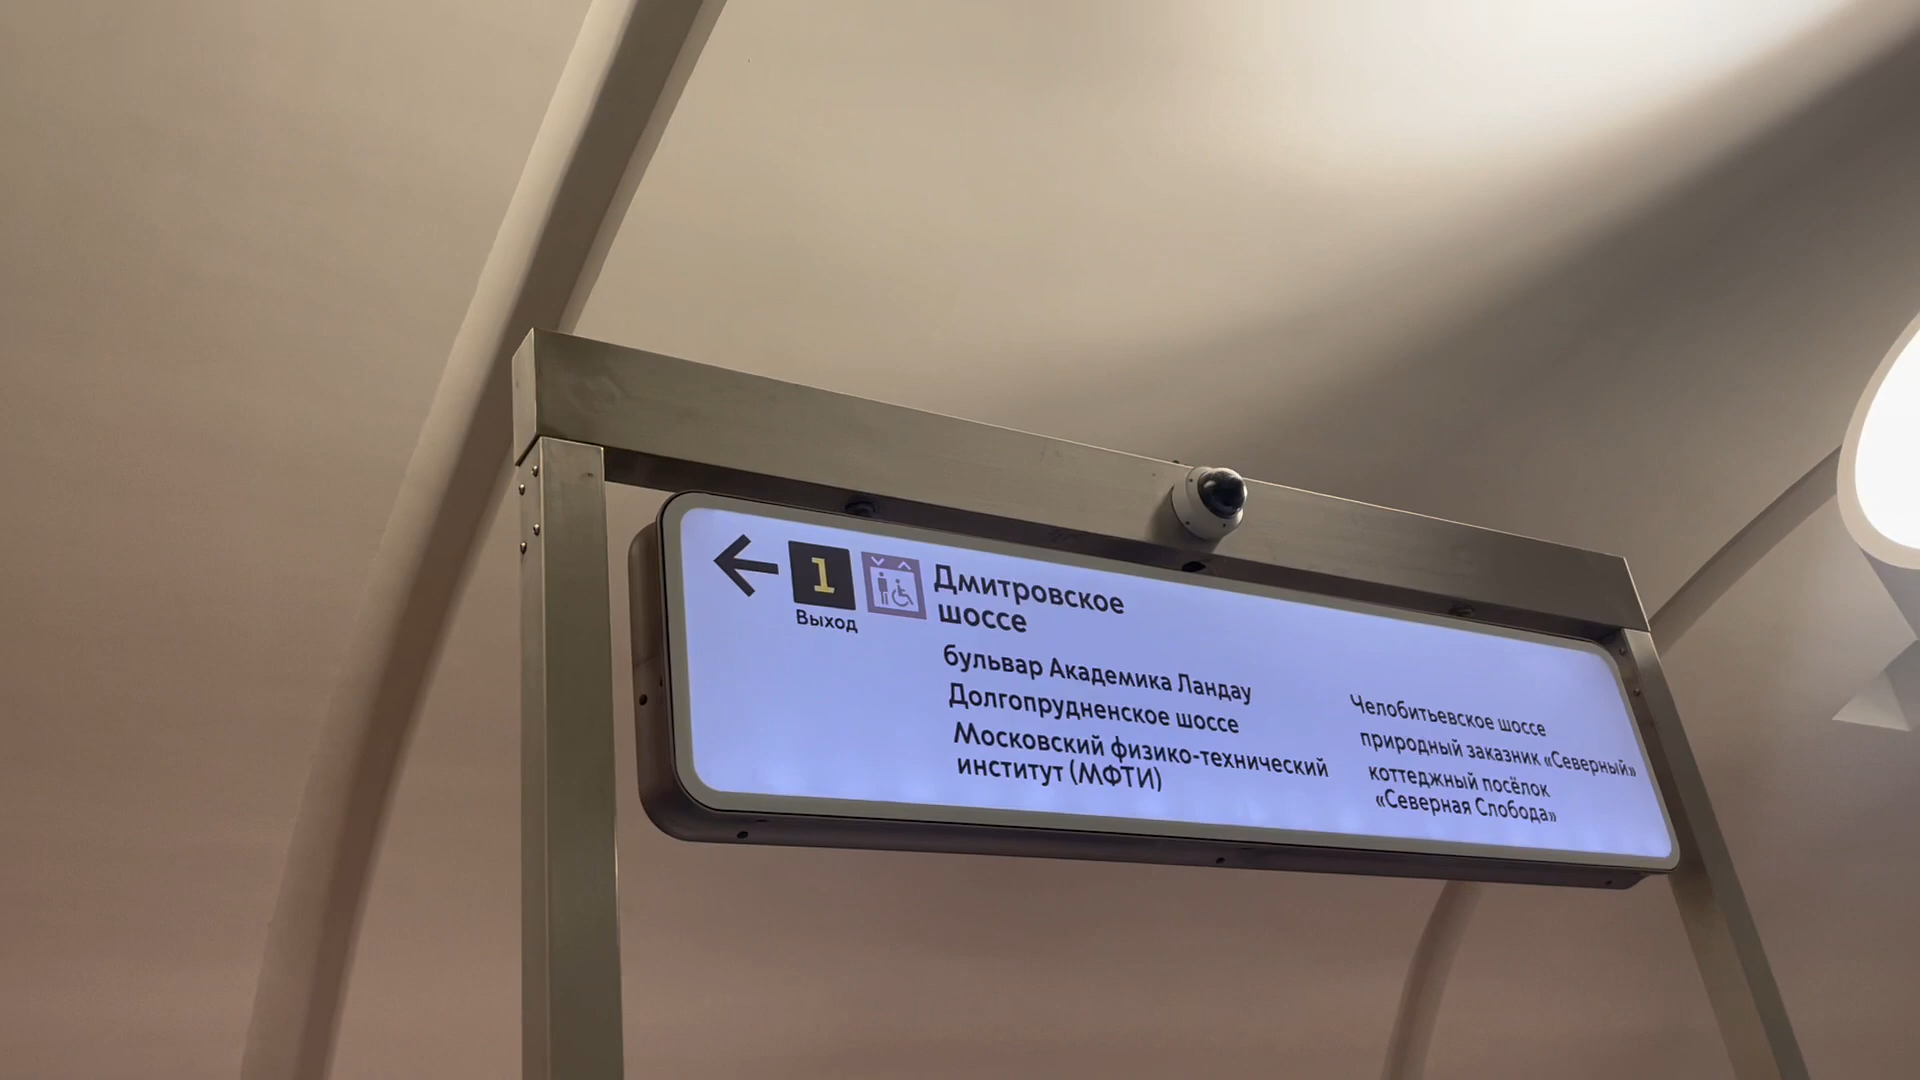 1
Выход
Дмитровское
шоссе
бульвар Академика Ландау
Долгопрудненское шоссе
Московский физико-технический
институт (МФТИ)
Челобитьевское шоссе
природный заказник «Северный»
коттеджный посёлок
«Северная Слобода»